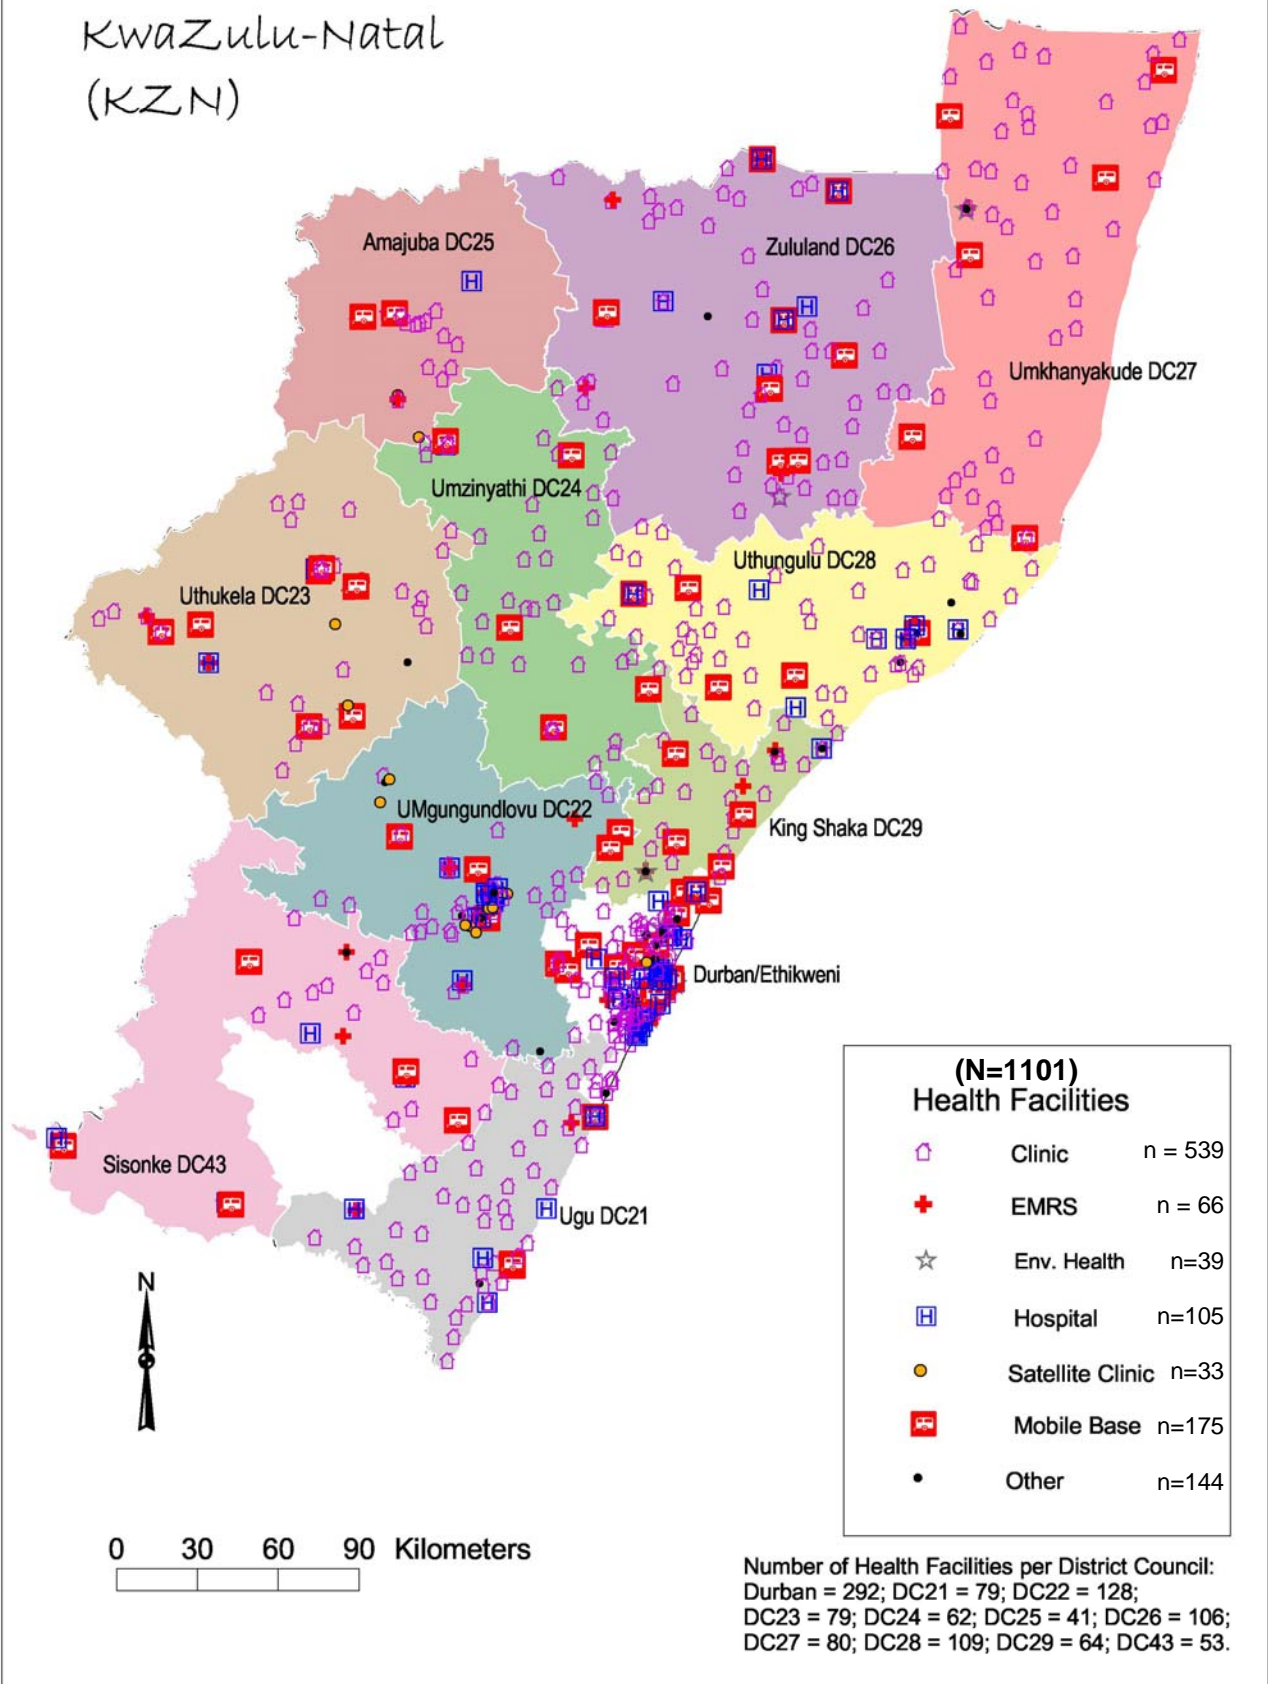 KwaZulu-Natal
(KZN)
Amajuba DC25
Zululand DC26
Umkhanyakude DC27
Umzinyathi DC24
Uthungulu DC28
Uthukela DC23
UMgungundlovu DC22
King Shaka DC29
Durban/Ethikweni
Sisonke DC43
Ugu DC21
N
0 30 60 90 Kilometers
(N=1101)
Health Facilities
Clinic n = 539
EMRS n = 66
Env. Health n=39
H Hospital n=105
Satellite Clinic n=33
Mobile Base n=175
Other n=144
Number of Health Facilities per District Council:
Durban = 292; DC21 = 79; DC22 = 128;
DC23 = 79; DC24 = 62; DC25 = 41; DC26 = 106;
DC27 = 80; DC28 = 109; DC29 = 64; DC43 = 53.